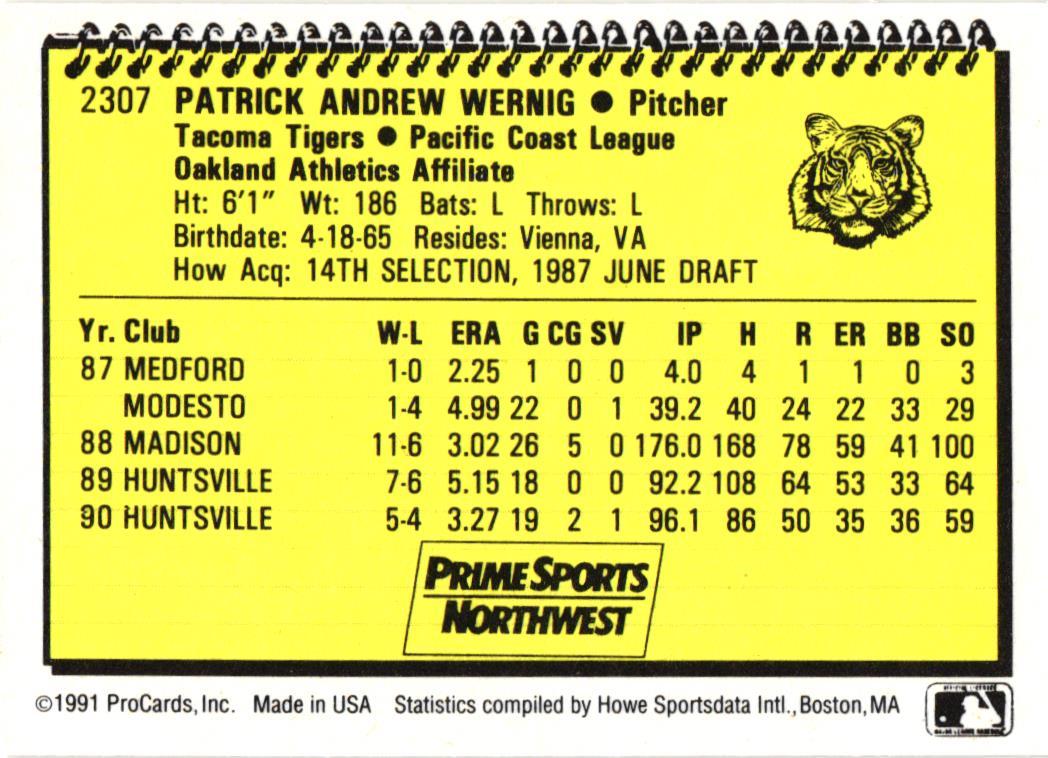 2307 PATRICK ANDREW WERNIG ● Pitcher
Tacoma Tigers ● Pacific Coast League
Oakland Athletics Affiliate
Ht: 6'1" Wt: 186 Bats: L Throws: L
Birthdate: 4-18-65 Resides: Vienna, VA
How Acq: 14TH SELECTION, 1987 JUNE DRAFT
Yr. Club W-L ERA G CG SV IP H R ER BB SO
87 MEDFORD 1-0 2.25 1 0 0 4.0 4 1 1 0 3
MODESTO 1-4 4.99 22 0 1 39.2 40 24 22 33 29
88 MADISON 11-6 3.02 26 5 0 176.0 168 78 59 41 100
89 HUNTSVILLE 7-6 5.15 18 0 0 92.2 108 64 53 33 64
90 HUNTSVILLE 5-4 3.27 19 2 1 96.1 86 50 35 36 59
PRIME SPORTS
NORTHWEST
©1991 ProCards, Inc. Made in USA Statistics compiled by Howe Sportsdata Intl., Boston, MA